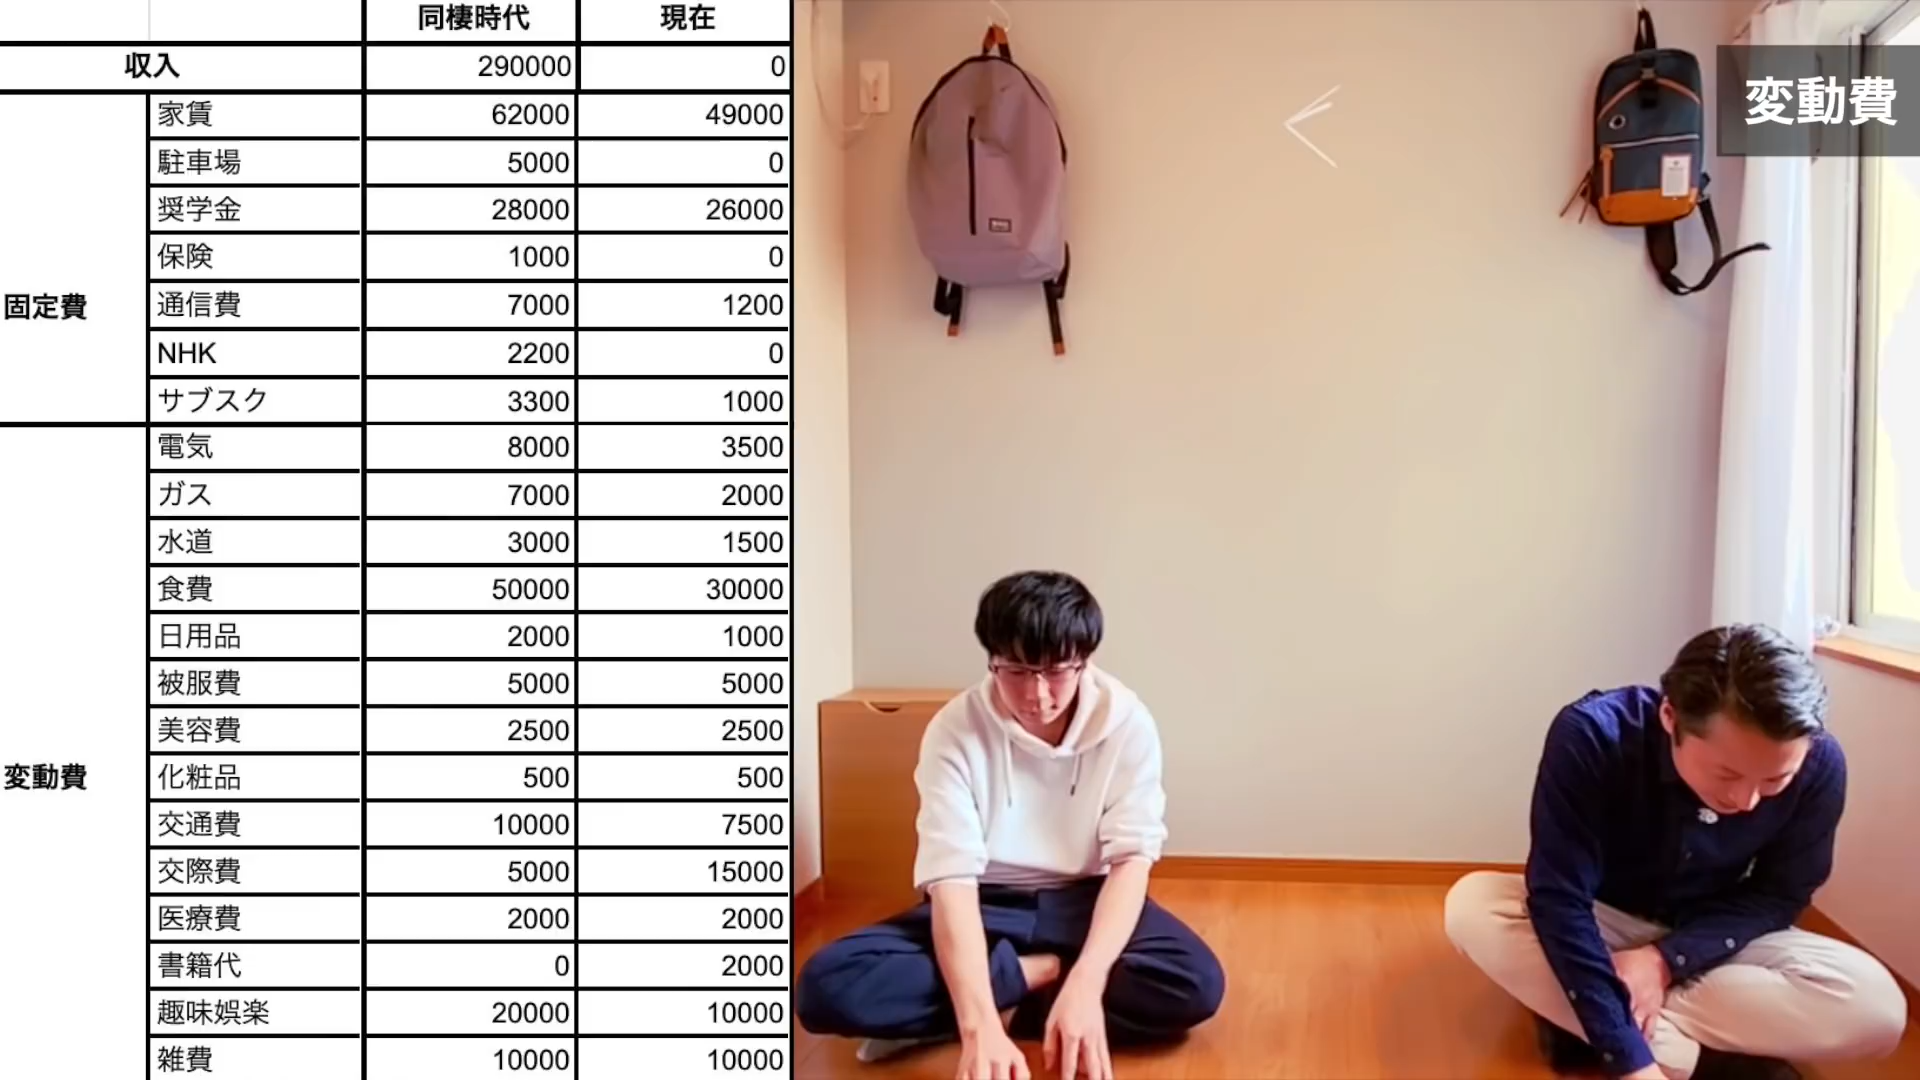 同棲時代 現在
収入 290000 0
固定費
家賃 62000 49000
駐車場 5000 0
奨学金 28000 26000
保険 1000 0
通信費 7000 1200
NHK 2200 0
サブスク 3300 1000
変動費
電気 8000 3500
ガス 7000 2000
水道 3000 1500
食費 50000 30000
日用品 2000 1000
被服費 5000 5000
美容費 2500 2500
化粧品 500 500
交通費 10000 7500
交際費 5000 15000
医療費 2000 2000
書籍代 0 2000
趣味娯楽 20000 10000
雑費 10000 10000
変動費